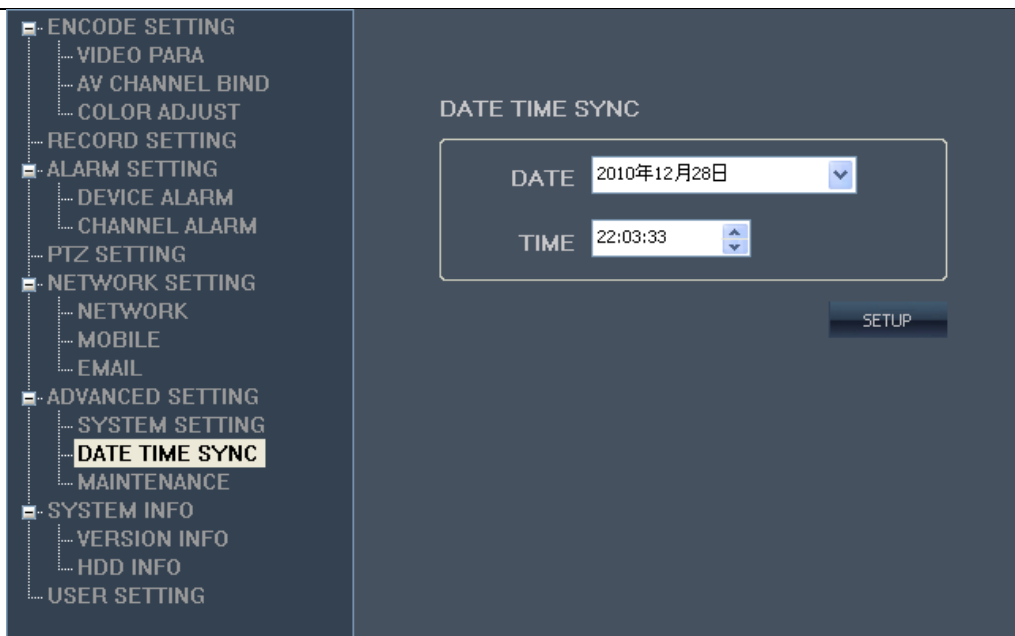 ENCODE SETTING
VIDEO PARA
AV CHANNEL BIND
COLOR ADJUST
RECORD SETTING
ALARM SETTING
DEVICE ALARM
CHANNEL ALARM
PTZ SETTING
NETWORK SETTING
NETWORK
MOBILE
EMAIL
ADVANCED SETTING
SYSTEM SETTING
DATE TIME SYNC
MAINTENANCE
SYSTEM INFO
VERSION INFO
HDD INFO
USER SETTING
DATE TIME SYNC
DATE 2010年12月28日
TIME 22:03:33
SETUP